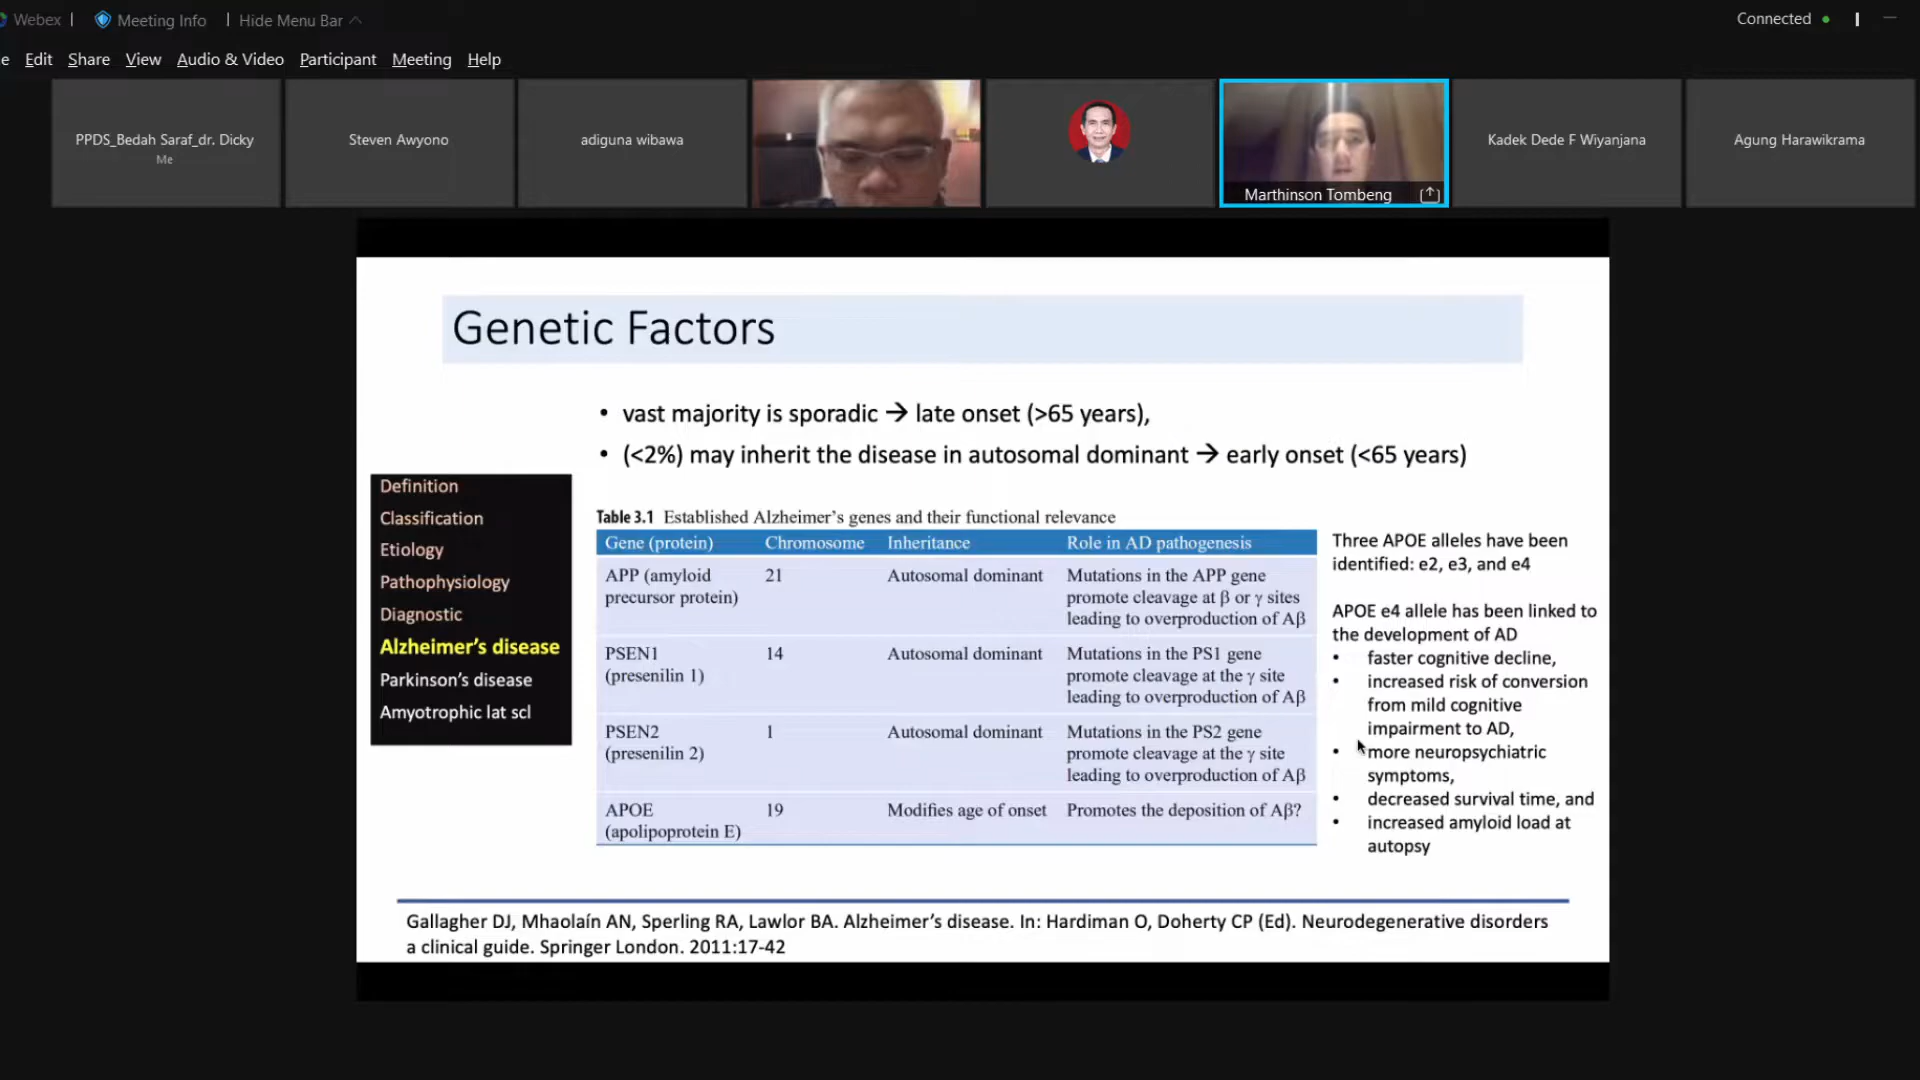 Webex
Meeting Info
Hide Menu Bar
Connected
e Edit Share View Audio & Video Participant Meeting Help
PPDS_Bedah Saraf_dr. Dicky
Me
Steven Awyono
adiguna wibawa
Marthinson Tombeng
Kadek Dede F Wiyanjana
Agung Harawikrama
Genetic Factors
• vast majority is sporadic → late onset (>65 years),
• (<2%) may inherit the disease in autosomal dominant → early onset (<65 years)
Definition
Classification
Etiology
Pathophysiology
Diagnostic
Alzheimer's disease
Parkinson's disease
Amyotrophic lat scl
Table 3.1 Established Alzheimer's genes and their functional relevance
Gene (protein) Chromosome Inheritance Role in AD pathogenesis
APP (amyloid 21 Autosomal dominant Mutations in the APP gene
precursor protein) promote cleavage at β or γ sites
leading to overproduction of Aβ
PSEN1 14 Autosomal dominant Mutations in the PS1 gene
(presenilin 1) promote cleavage at the γ site
leading to overproduction of Aβ
PSEN2 1 Autosomal dominant Mutations in the PS2 gene
(presenilin 2) promote cleavage at the γ site
leading to overproduction of Aβ
APOE 19 Modifies age of onset Promotes the deposition of Aβ?
(apolipoprotein E)
Three APOE alleles have been
identified: e2, e3, and e4
APOE e4 allele has been linked to
the development of AD
• faster cognitive decline,
• increased risk of conversion
from mild cognitive
impairment to AD,
• more neuropsychiatric
symptoms,
• decreased survival time, and
• increased amyloid load at
autopsy
Gallagher DJ, Mhaolaín AN, Sperling RA, Lawlor BA. Alzheimer's disease. In: Hardiman O, Doherty CP (Ed). Neurodegenerative disorders
a clinical guide. Springer London. 2011:17-42